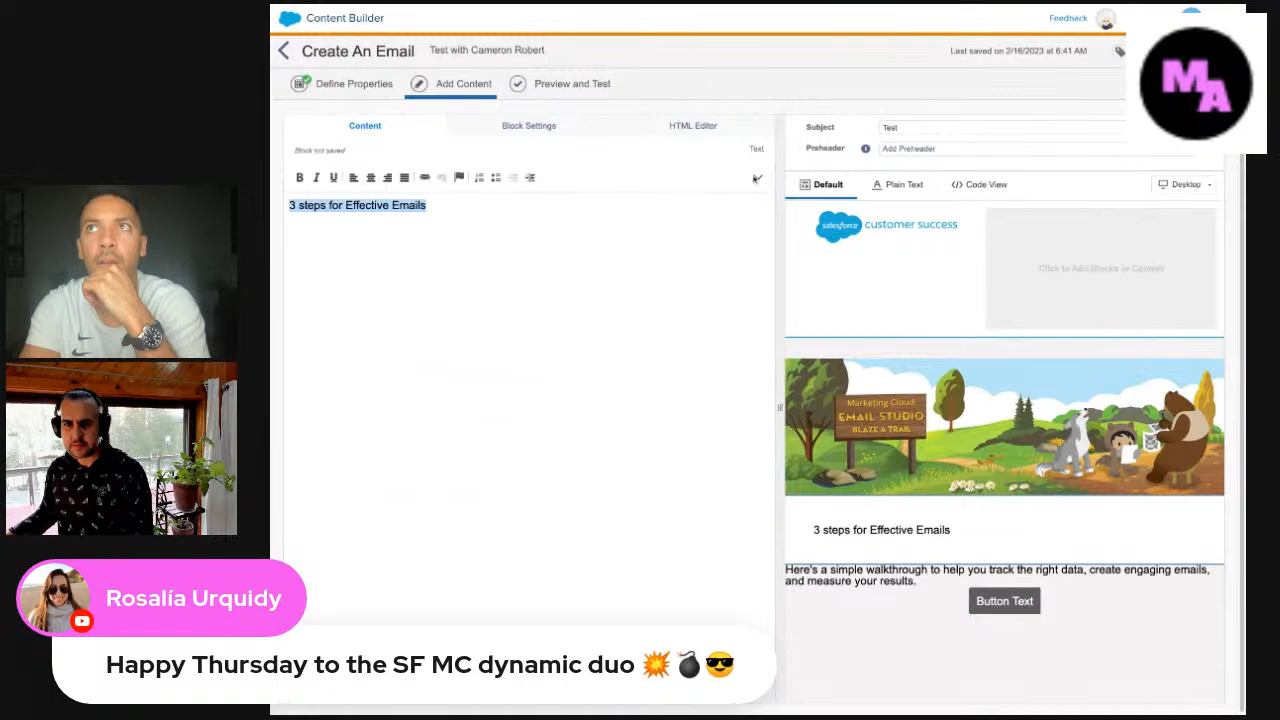 Content Builder
Feedback
Create An Email
Test with Cameron Robert
Last saved on 2/16/2023 at 6:41 AM
Define Properties
Add Content
Preview and Test
MA
Content
Block Settings
HTML Editor
Block not saved
Text
B I U
3 steps for Effective Emails
Subject
Test
Preheader
Add Preheader
Default
Plain Text
</> Code View
Desktop
salesforce
customer success
Click to Add Blocks or Content
Marketing Cloud
EMAIL STUDIO
BLAZE A TRAIL
3 steps for Effective Emails
Here's a simple walkthrough to help you track the right data, create engaging emails,
and measure your results.
Button Text
Rosalía Urquidy
Happy Thursday to the SF MC dynamic duo 💥💣😎